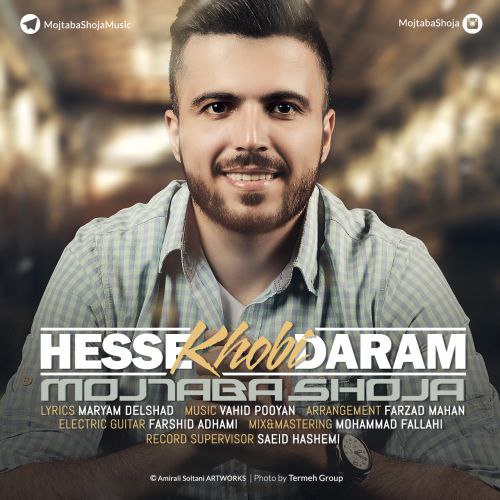 MojtabaShojaMusic
MojtabaShoja
HESSE Khobi DARAM
MOJTABA SHOJA
LYRICS MARYAM DELSHAD MUSIC VAHID POOYAN ARRANGEMENT FARZAD MAHAN
ELECTRIC GUITAR FARSHID ADHAMI MIX&MASTERING MOHAMMAD FALLAHI
RECORD SUPERVISOR SAEID HASHEMI
© Amirali Soltani ARTWORKS | Photo by Termeh Group